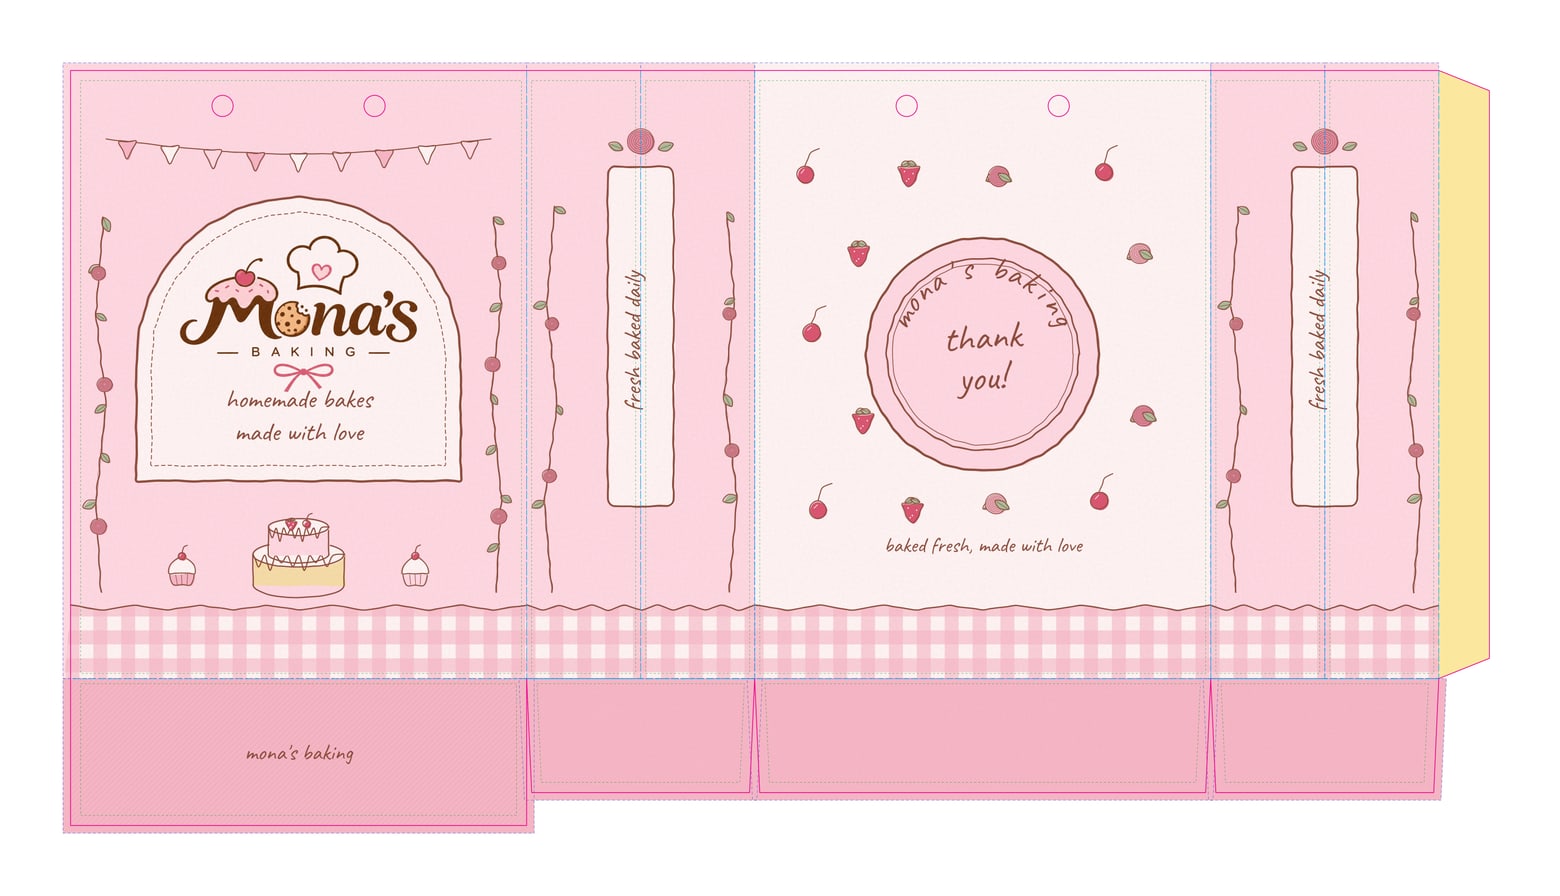 Mona's
BAKING
homemade bakes
made with love
fresh baked daily
mona's baking
thank
you!
baked fresh, made with love
fresh baked daily
mona's baking